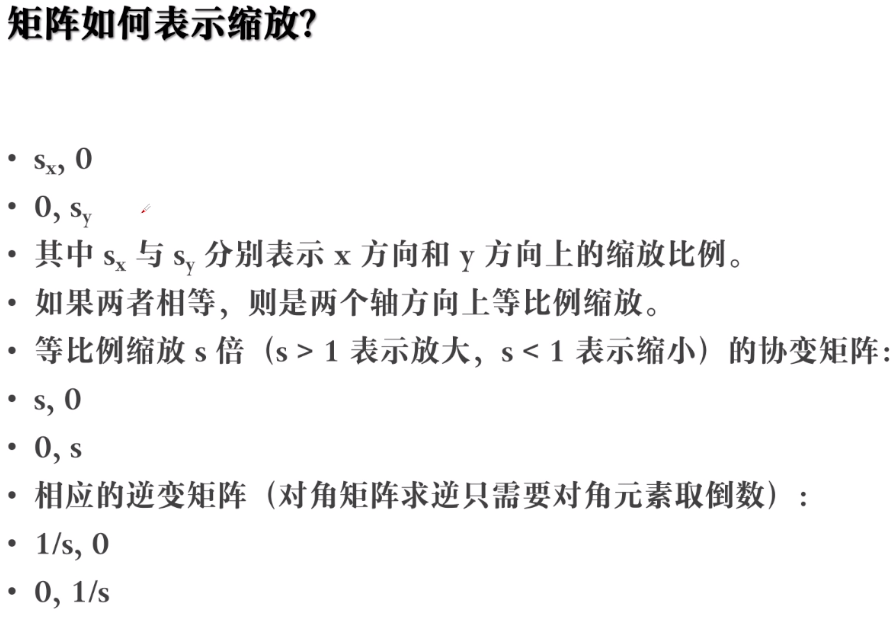 矩阵如何表示缩放?
• sx, 0
• 0, sy
• 其中 sx 与 sy 分别表示 x 方向和 y 方向上的缩放比例。
• 如果两者相等，则是两个轴方向上等比例缩放。
• 等比例缩放 s 倍（s > 1 表示放大，s < 1 表示缩小）的协变矩阵：
• s, 0
• 0, s
• 相应的逆变矩阵（对角矩阵求逆只需要对角元素取倒数）：
• 1/s, 0
• 0, 1/s